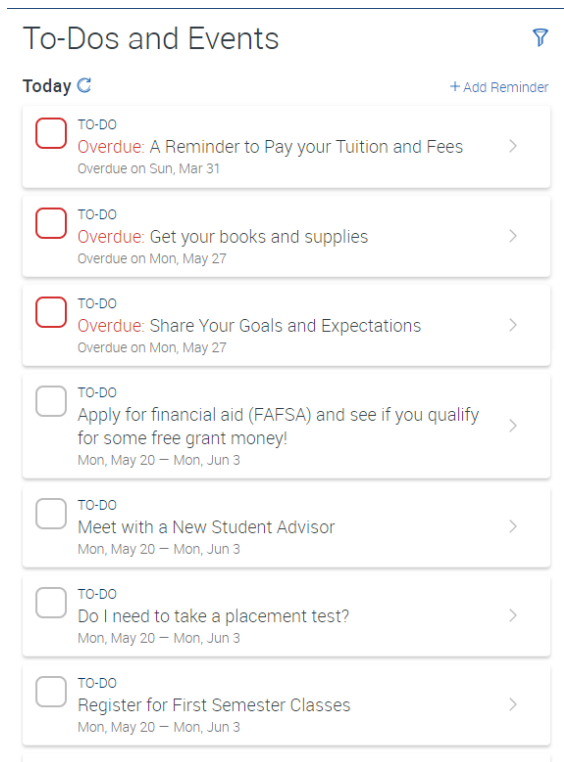 To-Dos and Events
Today
+ Add Reminder
TO-DO
Overdue: A Reminder to Pay your Tuition and Fees
Overdue on Sun, Mar 31
TO-DO
Overdue: Get your books and supplies
Overdue on Mon, May 27
TO-DO
Overdue: Share Your Goals and Expectations
Overdue on Mon, May 27
TO-DO
Apply for financial aid (FAFSA) and see if you qualify
for some free grant money!
Mon, May 20 — Mon, Jun 3
TO-DO
Meet with a New Student Advisor
Mon, May 20 — Mon, Jun 3
TO-DO
Do I need to take a placement test?
Mon, May 20 — Mon, Jun 3
TO-DO
Register for First Semester Classes
Mon, May 20 — Mon, Jun 3